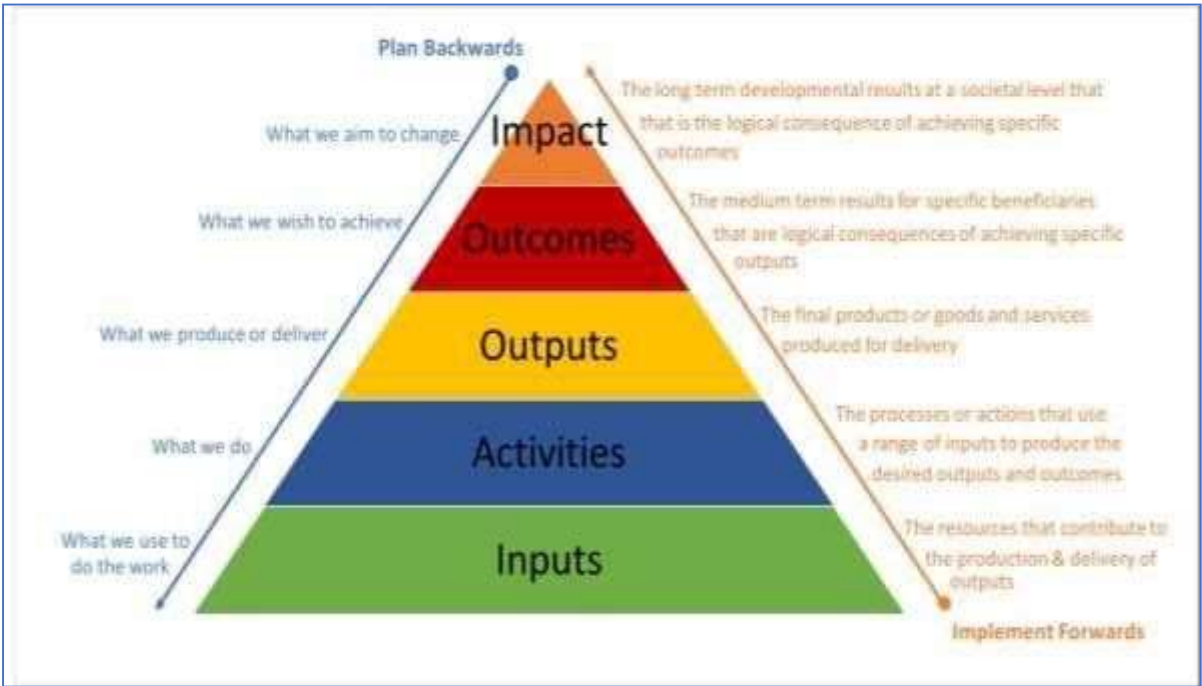 Plan Backwards
What we aim to change
What we wish to achieve
What we produce or deliver
What we do
What we use to
do the work
Impact
Outcomes
Outputs
Activities
Inputs
The long term developmental results at a societal level that
that is the logical consequence of achieving specific
outcomes
The medium term results for specific beneficiaries
that are logical consequences of achieving specific
outputs
The final products or goods and services
produced for delivery
The processes or actions that use
a range of inputs to produce the
desired outputs and outcomes
The resources that contribute to
the production & delivery of
outputs
Implement Forwards